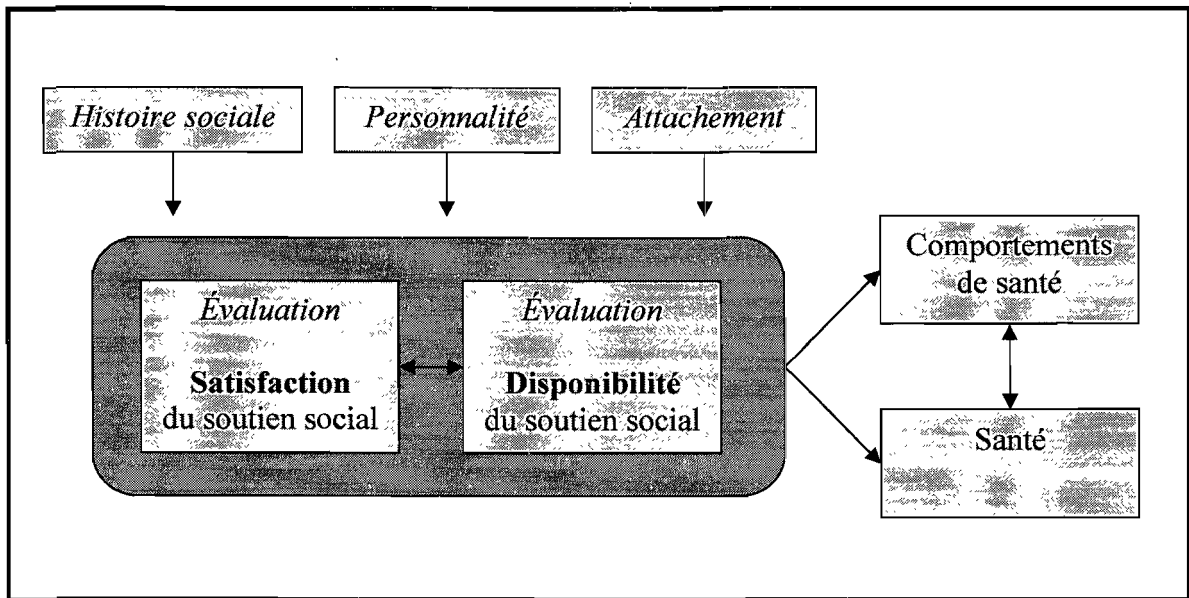 Histoire sociale
Personnalité
Attachement
Évaluation
Satisfaction
du soutien social
Évaluation
Disponibilité
du soutien social
Comportements
de santé
Santé